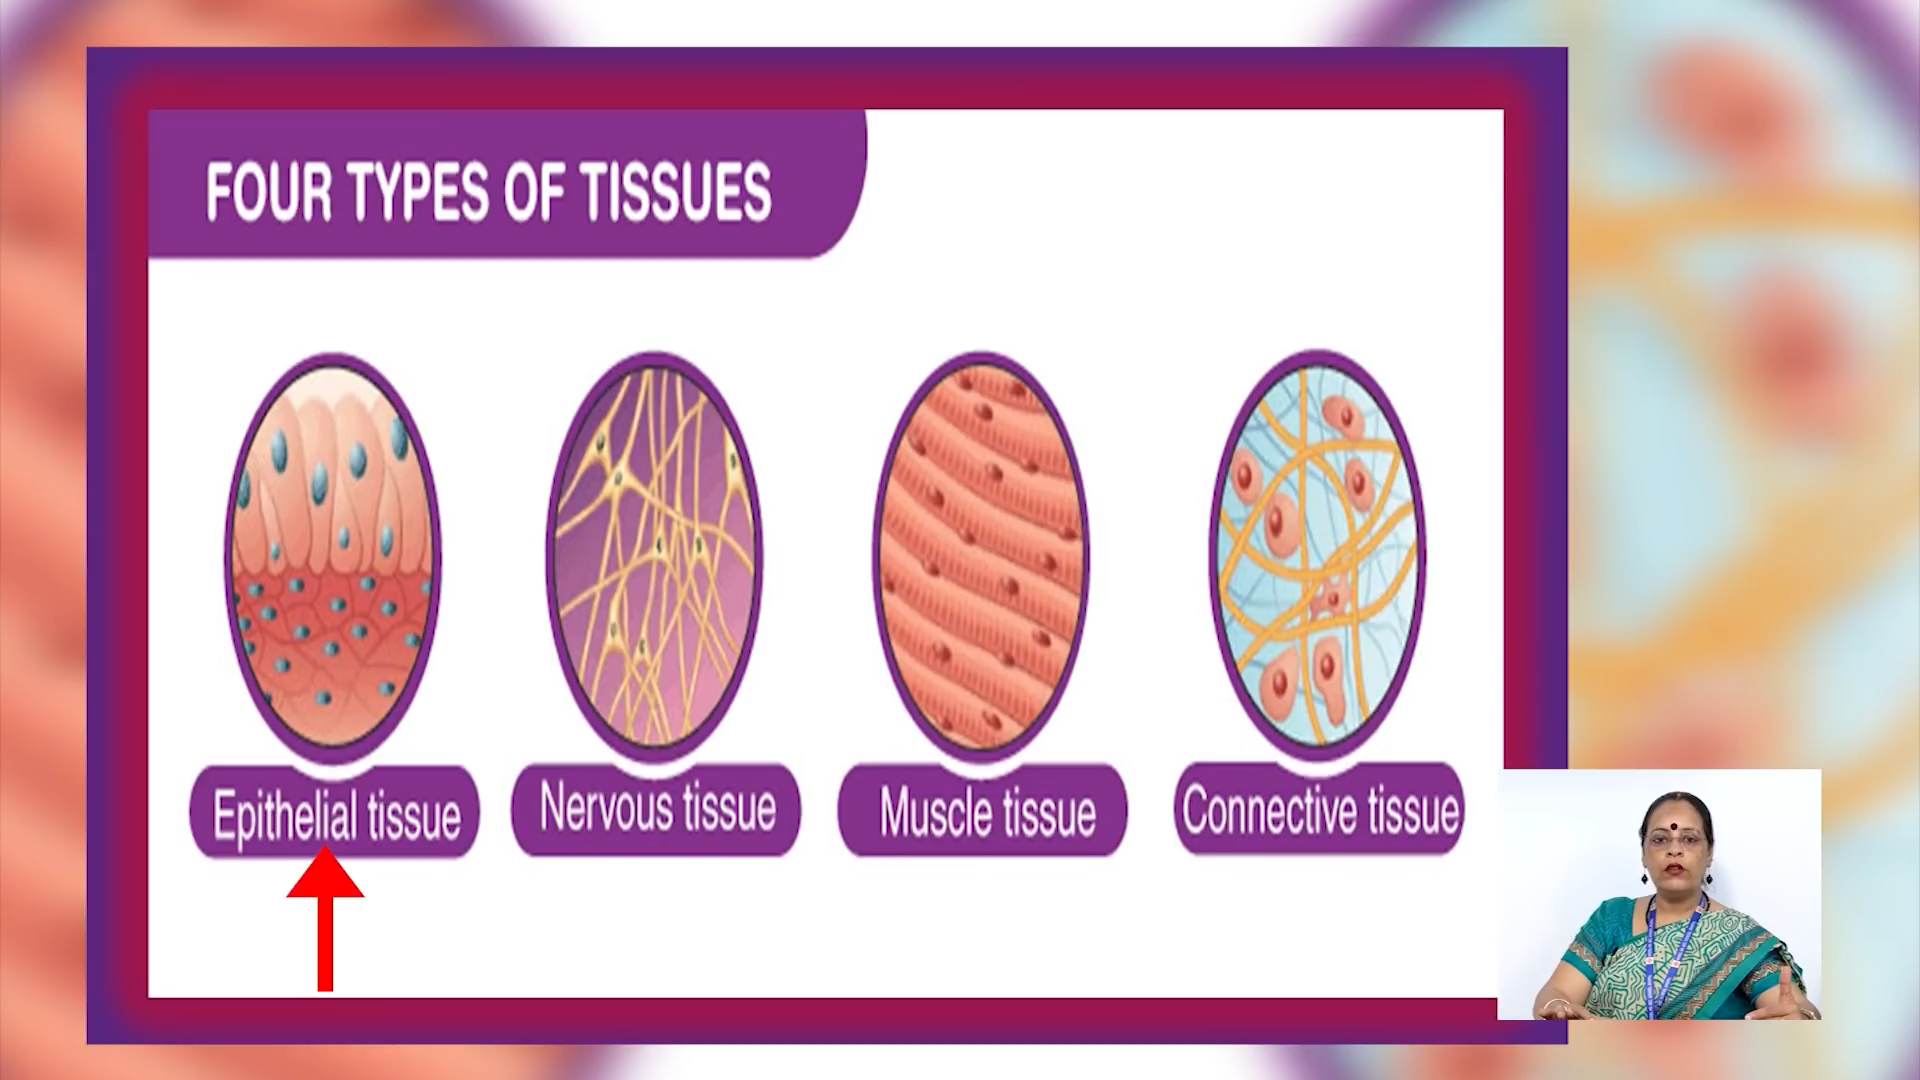 FOUR TYPES OF TISSUES
Epithelial tissue
Nervous tissue
Muscle tissue
Connective tissue